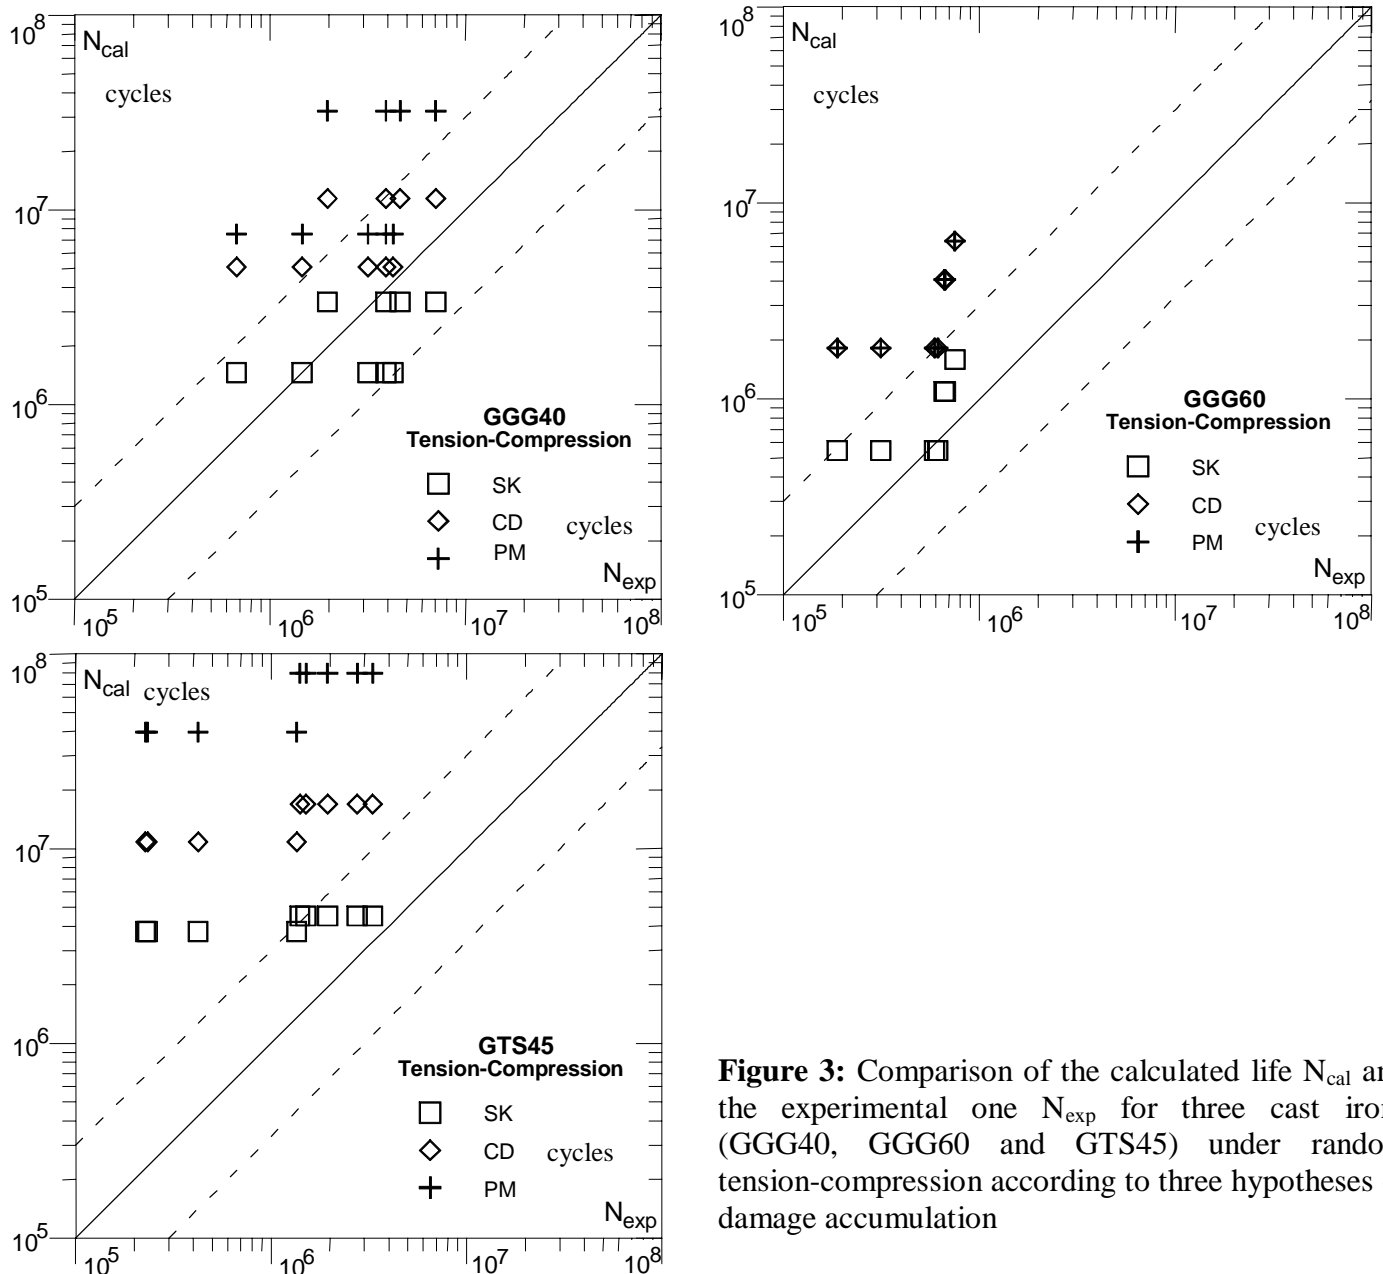 10^8
N_cal
cycles
10^7
10^6
GGG40
Tension-Compression
SK
CD
cycles
PM
N_exp
10^5
10^5 10^6 10^7 10^8
10^8
N_cal
cycles
10^7
10^6
GGG60
Tension-Compression
SK
CD
cycles
PM
N_exp
10^5
10^5 10^6 10^7 10^8
10^8
N_cal cycles
10^7
10^6
GTS45
Tension-Compression
SK
CD cycles
PM
N_exp
10^5
10^5 10^6 10^7 10^8
Figure 3: Comparison of the calculated life N_cal an
the experimental one N_exp for three cast iron
(GGG40, GGG60 and GTS45) under rando
tension-compression according to three hypotheses
damage accumulation